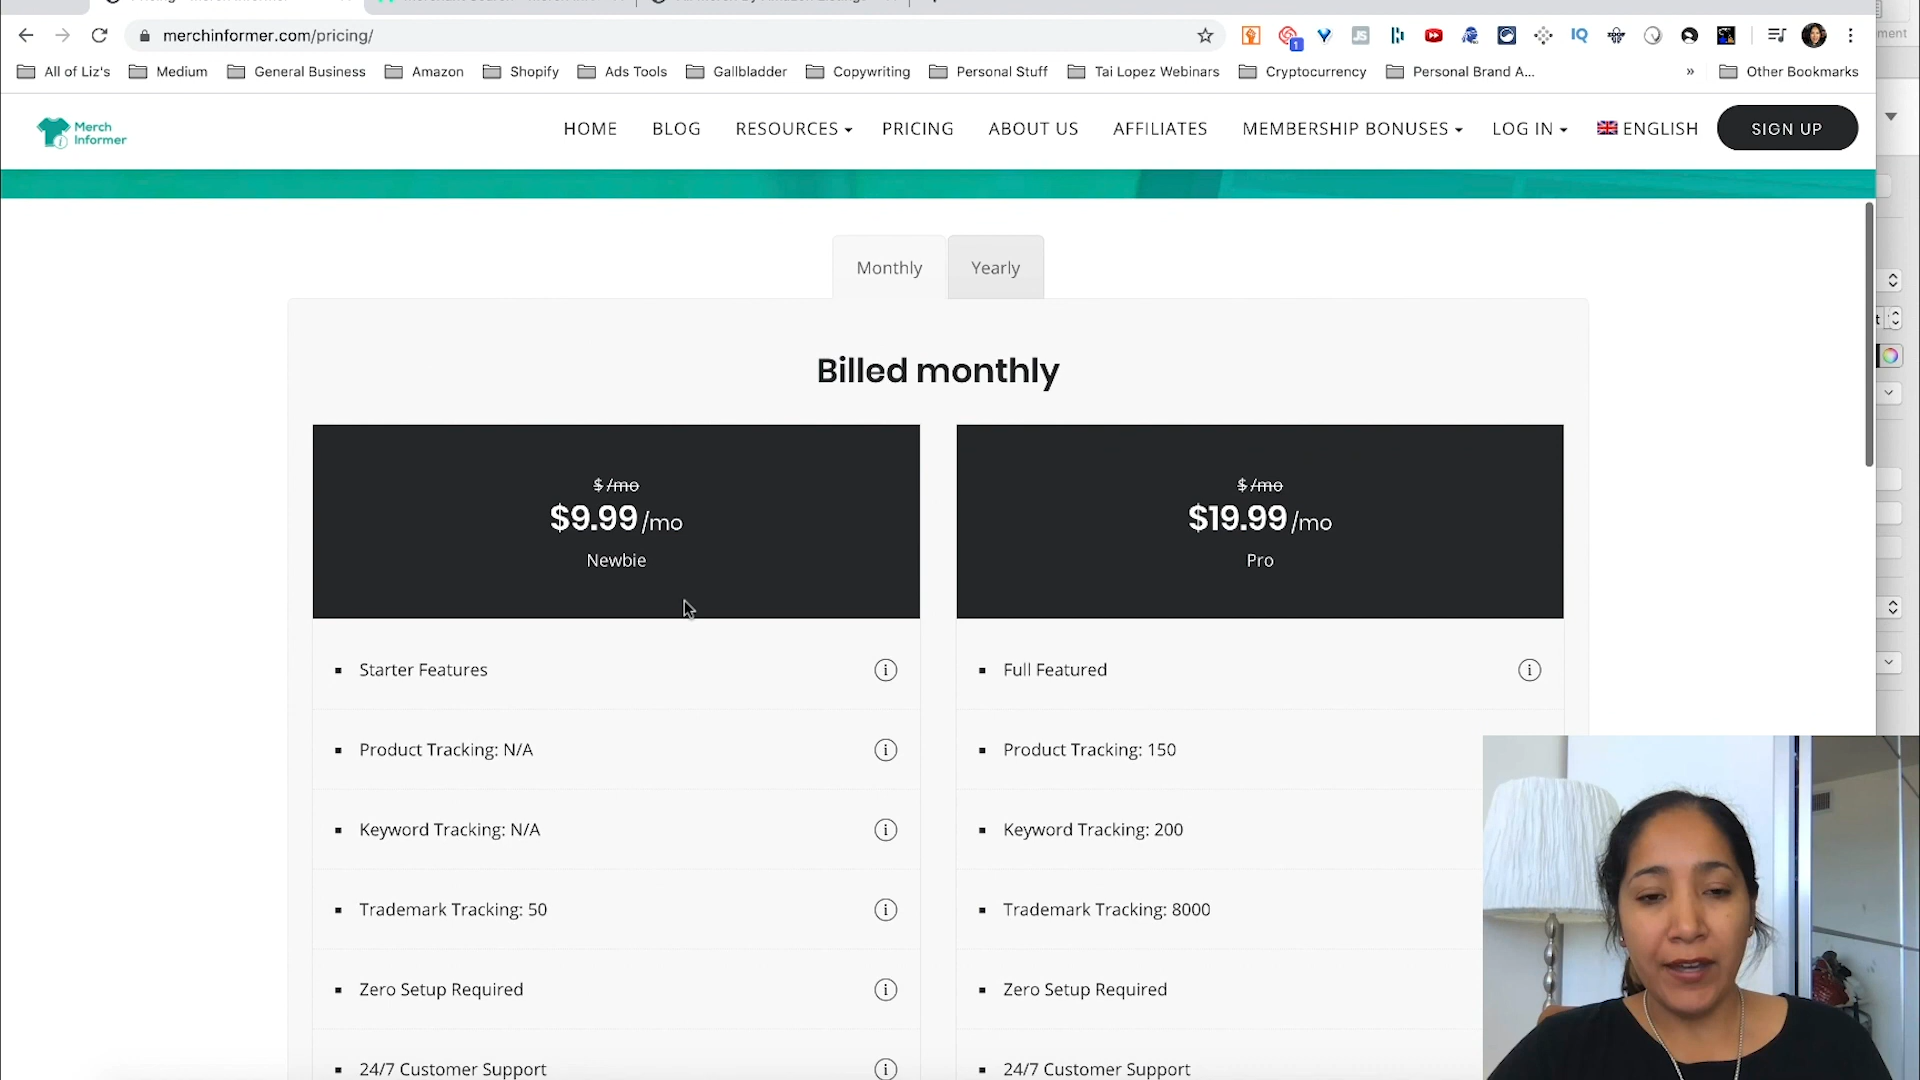 merchinformer.com/pricing/
All of Liz's Medium General Business Amazon Shopify Ads Tools Gallbladder Copywriting Personal Stuff Tai Lopez Webinars Cryptocurrency Personal Brand A... » Other Bookmarks
Merch
Informer
HOME BLOG RESOURCES PRICING ABOUT US AFFILIATES MEMBERSHIP BONUSES LOG IN ENGLISH SIGN UP
Monthly Yearly
Billed monthly
$ /mo
$9.99 /mo
Newbie
$ /mo
$19.99 /mo
Pro
Starter Features
Product Tracking: N/A
Keyword Tracking: N/A
Trademark Tracking: 50
Zero Setup Required
24/7 Customer Support
Full Featured
Product Tracking: 150
Keyword Tracking: 200
Trademark Tracking: 8000
Zero Setup Required
24/7 Customer Support